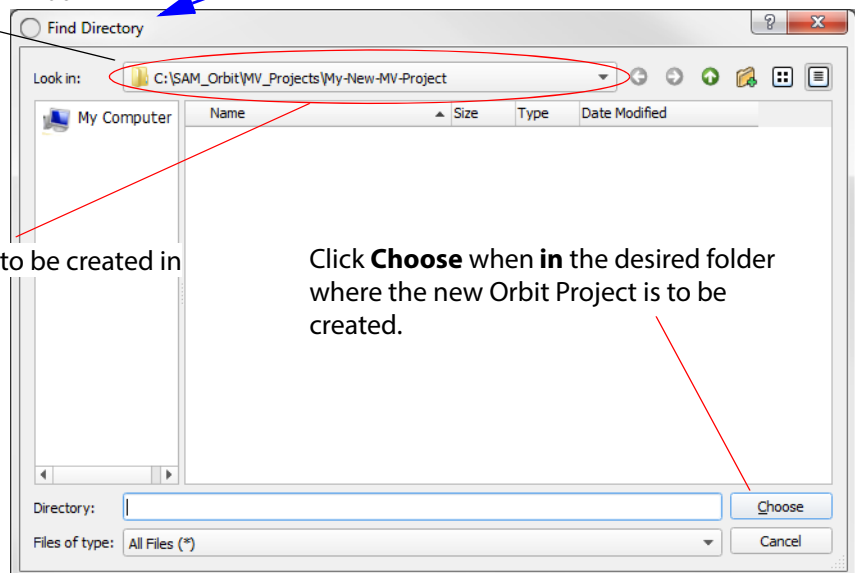 Find Directory
Look in: C:\SAM_Orbit\MV_Projects\My-New-MV-Project
My Computer
Name Size Type Date Modified
to be created in
Click Choose when in the desired folder
where the new Orbit Project is to be
created.
Directory:
Choose
Files of type: All Files (*)
Cancel